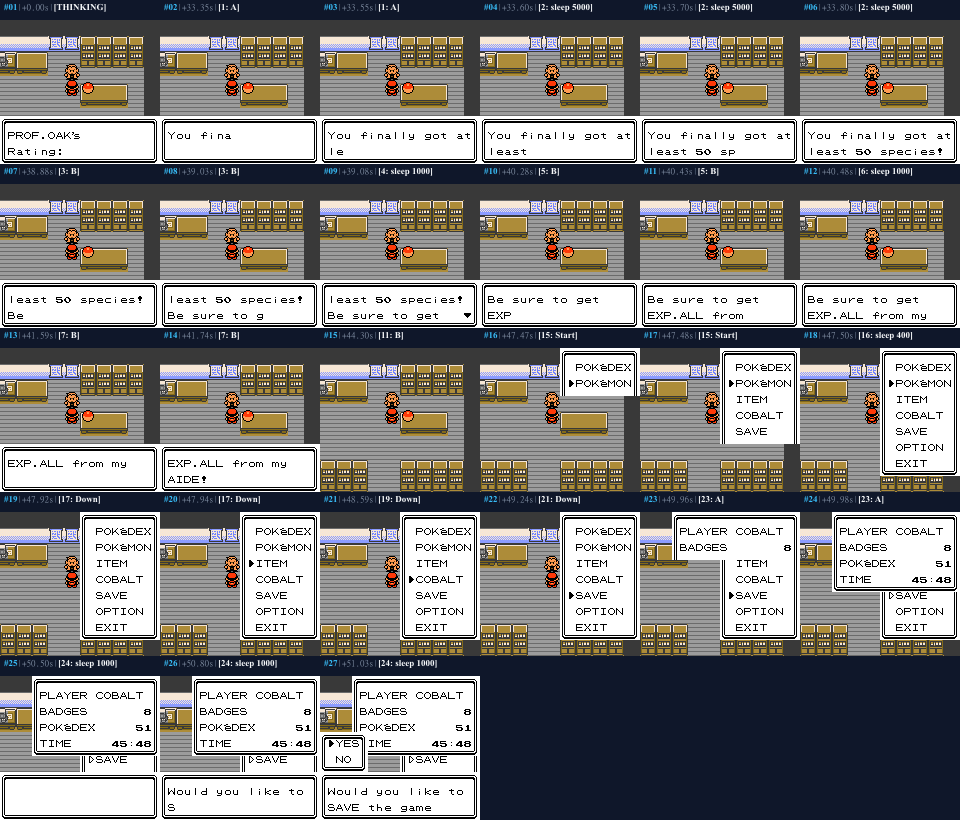 #01|+0.00s| [THINKING]
PROF.OAK's
Rating:
#02|+33.35s| [1: A]
You fina
#03|+33.55s| [1: A]
You finally got at
le
#04|+33.60s| [2: sleep 5000]
You finally got at
least
#05|+33.70s| [2: sleep 5000]
You finally got at
least 50 sp
#06|+33.80s| [2: sleep 5000]
You finally got at
least 50 species!
#07|+38.88s| [3: B]
least 50 species!
Be
#08|+39.03s| [3: B]
least 50 species!
Be sure to g
#09|+39.08s| [4: sleep 1000]
least 50 species!
Be sure to get
#10|+40.28s| [5: B]
Be sure to get
EXP
#11|+40.43s| [5: B]
Be sure to get
EXP.ALL from
#12|+40.48s| [6: sleep 1000]
Be sure to get
EXP.ALL from my
#13|+41.59s| [7: B]
EXP.ALL from my
#14|+41.74s| [7: B]
EXP.ALL from my
AIDE!
#15|+44.30s| [11: B]
#16|+47.47s| [15: Start]
POKéDEX
POKéMON
#17|+47.48s| [15: Start]
POKéDEX
POKéMON
ITEM
COBALT
SAVE
#18|+47.53s| [16: sleep 400]
POKéDEX
POKéMON
ITEM
COBALT
SAVE
OPTION
EXIT
#19|+47.92s| [17: Down]
POKéDEX
POKéMON
ITEM
COBALT
SAVE
OPTION
EXIT
#20|+47.94s| [17: Down]
POKéDEX
POKéMON
ITEM
COBALT
SAVE
OPTION
EXIT
#21|+48.59s| [19: Down]
POKéDEX
POKéMON
ITEM
COBALT
SAVE
OPTION
EXIT
#22|+49.24s| [21: Down]
POKéDEX
POKéMON
ITEM
COBALT
SAVE
OPTION
EXIT
#23|+49.96s| [23: A]
PLAYER COBALT
BADGES 8
ITEM
COBALT
SAVE
OPTION
EXIT
#24|+49.98s| [23: A]
PLAYER COBALT
BADGES 8
POKéDEX 51
TIME 45:48
SAVE
OPTION
EXIT
#25|+50.50s| [24: sleep 1000]
PLAYER COBALT
BADGES 8
POKéDEX 51
TIME 45:48
SAVE
#26|+50.80s| [24: sleep 1000]
PLAYER COBALT
BADGES 8
POKéDEX 51
TIME 45:48
SAVE
Would you like to
S
#27|+51.03s| [24: sleep 1000]
PLAYER COBALT
BADGES 8
POKéDEX 51
YES IME 45:48
NO SAVE
Would you like to
SAVE the game